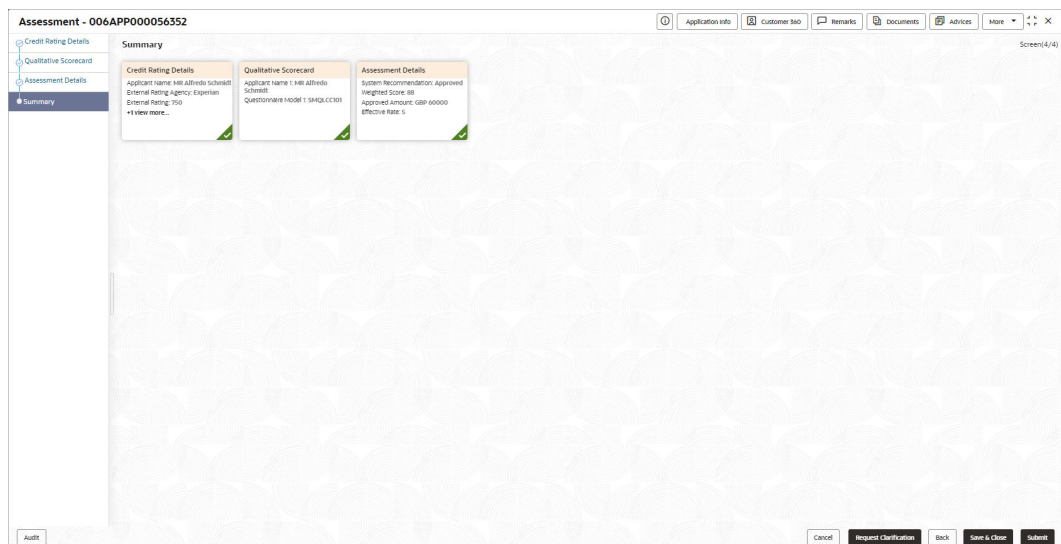 Assessment - 006APP000056352
Application Info
Customer 360
Remarks
Documents
Advices
More
Credit Rating Details
Qualitative Scorecard
Assessment Details
Summary
Summary
Screen(4/4)
Credit Rating Details
Applicant Name: MR Alfredo Schmidt
External Rating Agency: Experian
External Rating: 750
+1 view more...
Qualitative Scorecard
Applicant Name 1: MR Alfredo
Schmidt
Questionnaire Model 1: SMQLCC101
Assessment Details
System Recommendation: Approved
Weighted Score: 88
Approved Amount: GBP 60000
Effective Rate: 5
Audit
Cancel
Request Clarification
Back
Save & Close
Submit